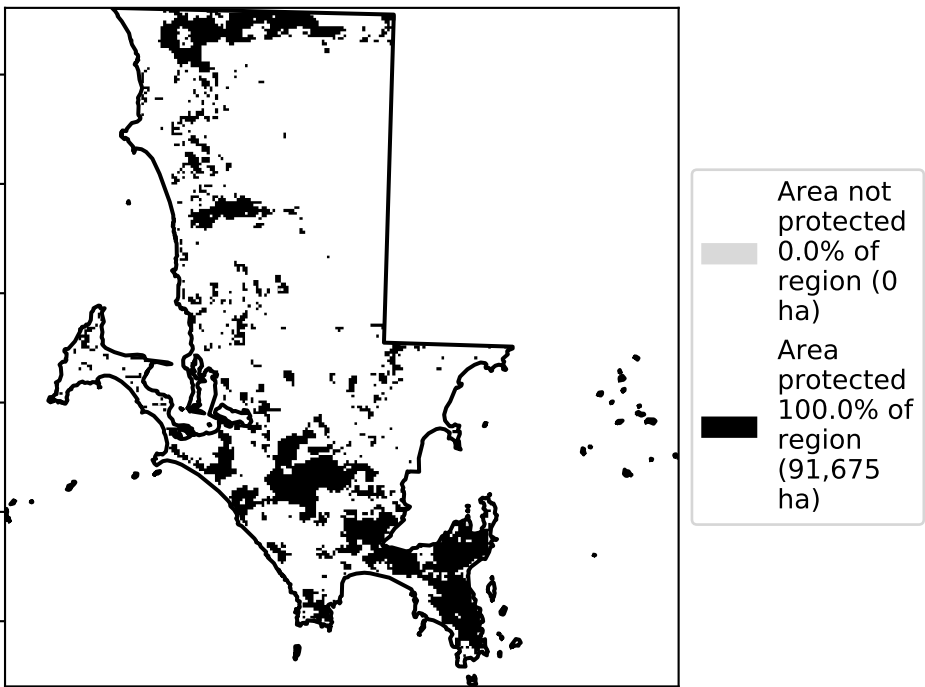 Area not
protected
0.0% of
region (0
ha)
Area
protected
100.0% of
region
(91,675
ha)